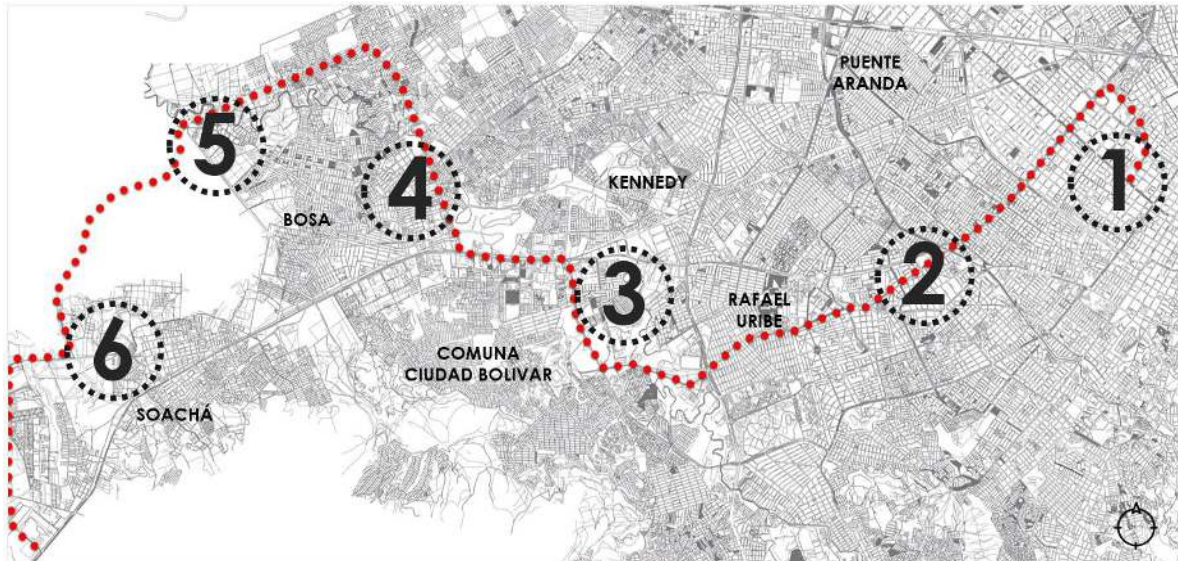 PUENTE
ARANDA
1
5
4
KENNEDY
BOSA
2
3
RAFAEL
URIBE
6
COMUNA
CIUDAD BOLIVAR
SOACHÁ
A